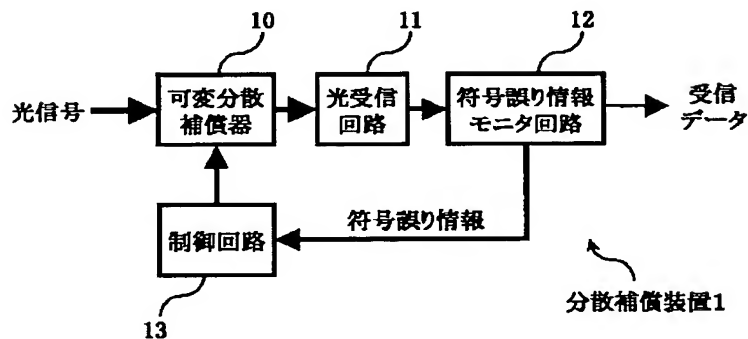 10
11
12
光信号
可変分散
補償器
光受信
回路
符号誤り情報
モニタ回路
受信
データ
制御回路
符号誤り情報
13
分散補償装置1